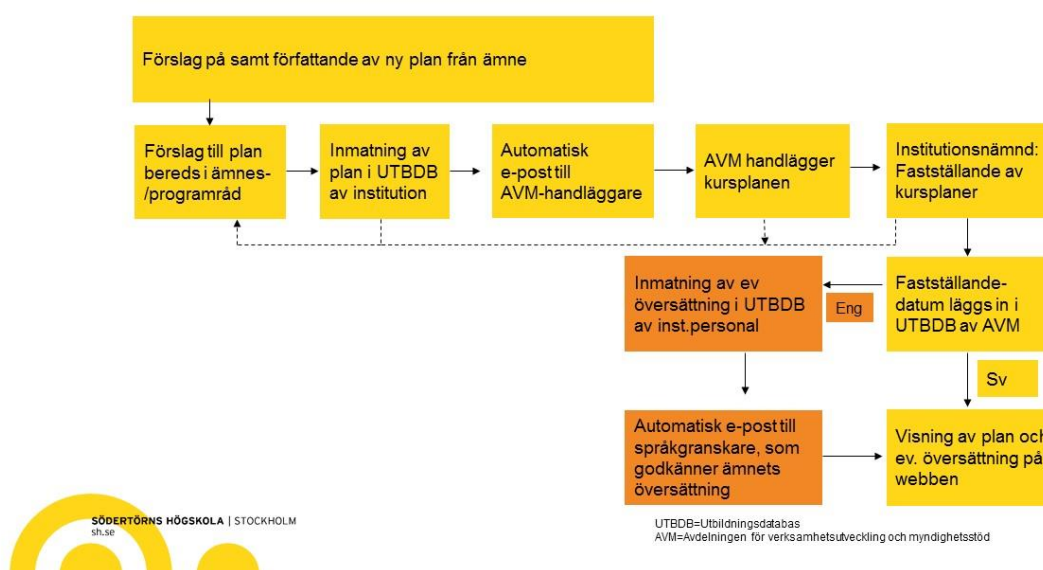 Förslag på samt författande av ny plan från ämne
Förslag till plan
bereds i ämnes-
/programråd
Inmatning av
plan i UTBDB
av institution
Automatisk
e-post till
AVM-handläggare
AVM handlägger
kursplanen
Institutionsnämnd:
Fastställande av
kursplaner
Inmatning av ev
översättning i UTBDB
av inst.personal
Eng
Fastställande-
datum läggs in i
UTBDB av AVM
Sv
Automatisk e-post till
språkgranskare, som
godkänner ämnets
översättning
Visning av plan och
ev. översättning på
webben
SÖDERTÖRNS HÖGSKOLA | STOCKHOLM
sh.se
UTBDB=Utbildningsdatabas
AVM=Avdelningen för verksamhetsutveckling och myndighetsstöd